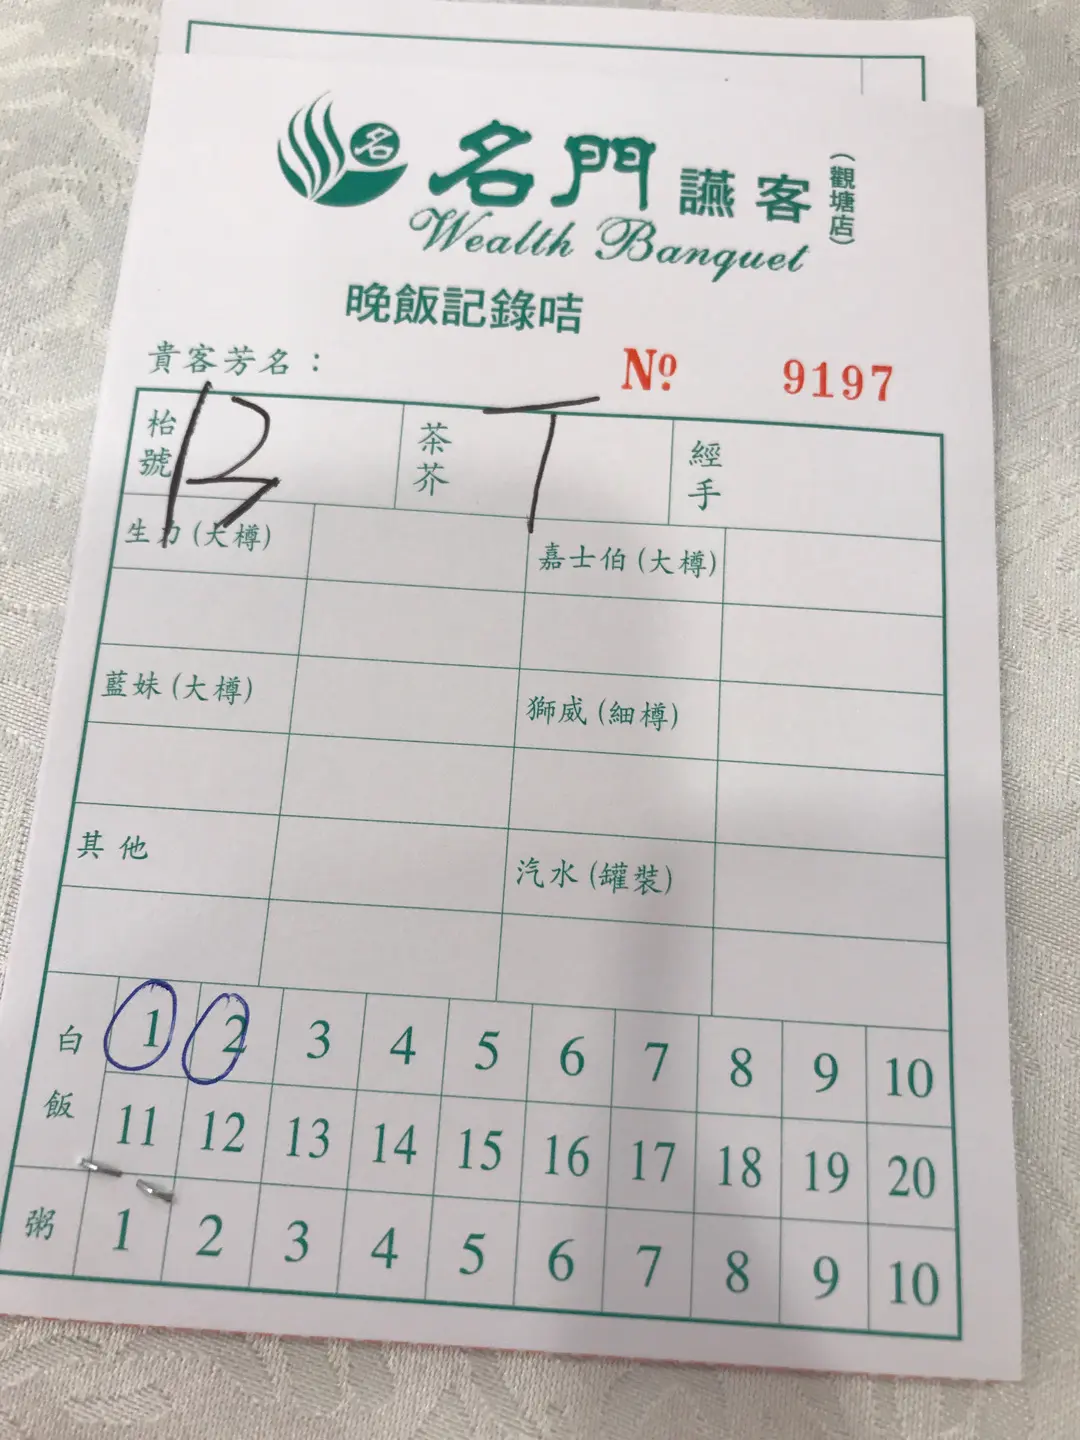 名
名門讌客(觀塘店)
Wealth Banquet
晚飯記錄咭
貴客芳名：
Nº 9197
枱號 茶芥 T 經手
生力(大樽) 嘉士伯(大樽)
藍妹(大樽) 獅威(細樽)
其他 汽水(罐裝)
白飯 1 2 3 4 5 6 7 8 9 10
11 12 13 14 15 16 17 18 19 20
粥 1 2 3 4 5 6 7 8 9 10